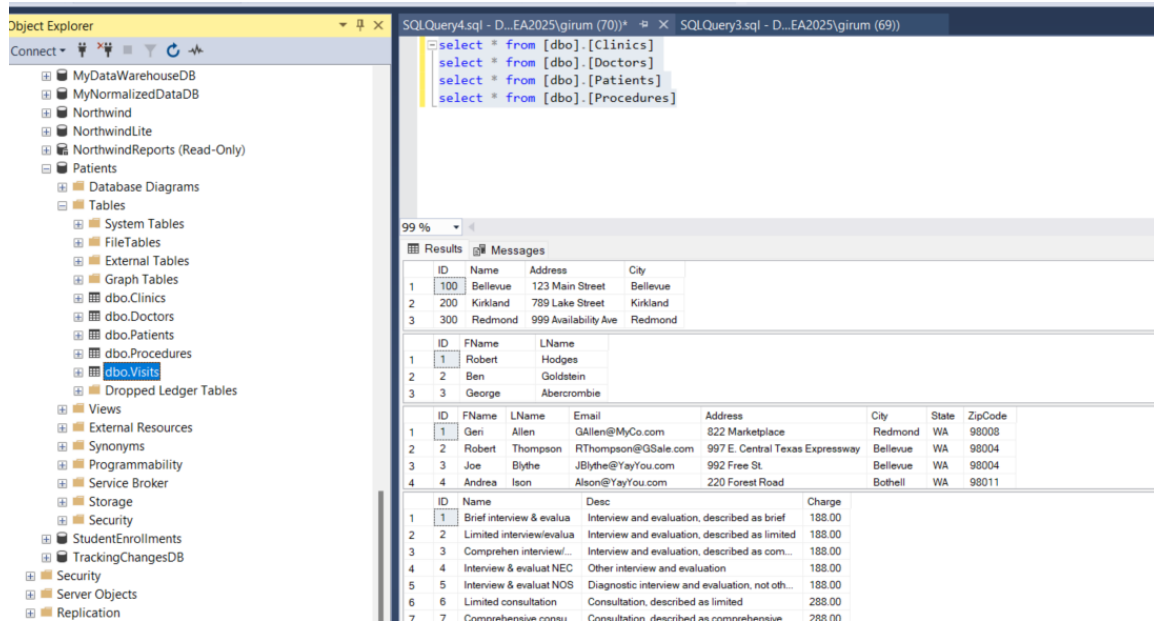 Object Explorer
Connect
MyDataWarehouseDB
MyNormalizedDataDB
Northwind
NorthwindLite
NorthwindReports (Read-Only)
Patients
Database Diagrams
Tables
System Tables
FileTables
External Tables
Graph Tables
dbo.Clinics
dbo.Doctors
dbo.Patients
dbo.Procedures
dbo.Visits
Dropped Ledger Tables
Views
External Resources
Synonyms
Programmability
Service Broker
Storage
Security
StudentEnrollments
TrackingChangesDB
Security
Server Objects
Replication
SQLQuery4.sql - D...EA2025\girum (70))* SQLQuery3.sql - D...EA2025\girum (69))
select * from [dbo].[Clinics]
select * from [dbo].[Doctors]
select * from [dbo].[Patients]
select * from [dbo].[Procedures]
99 %
Results Messages
ID Name Address City
1 100 Bellevue 123 Main Street Bellevue
2 200 Kirkland 789 Lake Street Kirkland
3 300 Redmond 999 Availability Ave Redmond
ID FName LName
1 1 Robert Hodges
2 2 Ben Goldstein
3 3 George Abercrombie
ID FName LName Email Address City State ZipCode
1 1 Geri Allen GAllen@MyCo.com 822 Marketplace Redmond WA 98008
2 2 Robert Thompson RThompson@GSale.com 997 E. Central Texas Expressway Bellevue WA 98004
3 3 Joe Blythe JBlythe@YayYou.com 992 Free St. Bellevue WA 98004
4 4 Andrea Ison AIson@YayYou.com 220 Forest Road Bothell WA 98011
ID Name Desc Charge
1 1 Brief interview & evalua Interview and evaluation, described as brief 188.00
2 2 Limited interview/evalua Interview and evaluation, described as limited 188.00
3 3 Comprehen interview/... Interview and evaluation, described as com... 188.00
4 4 Interview & evaluat NEC Other interview and evaluation 188.00
5 5 Interview & evaluat NOS Diagnostic interview and evaluation, not oth... 188.00
6 6 Limited consultation Consultation, described as limited 288.00
7 7 Comprehensive consu... Consultation, described as comprehensive 288.00